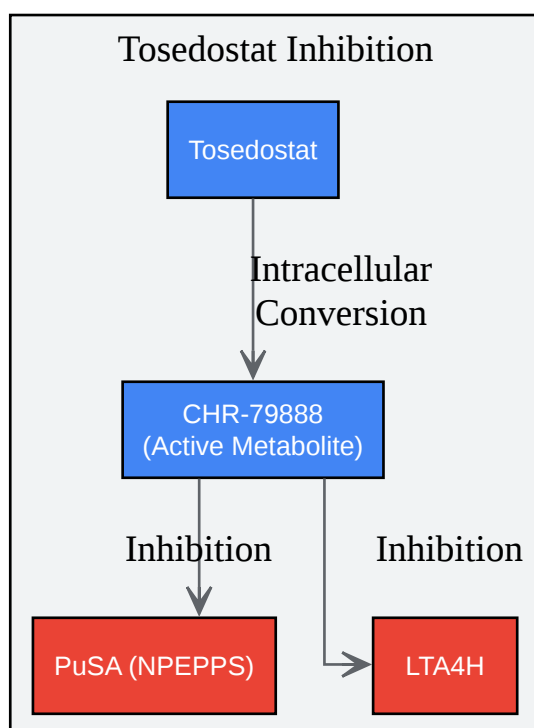 Tosedostat Inhibition
Tosedostat
Intracellular
Conversion
CHR-79888
(Active Metabolite)
Inhibition
Inhibition
PuSA (NPEPPS)
LTA4H